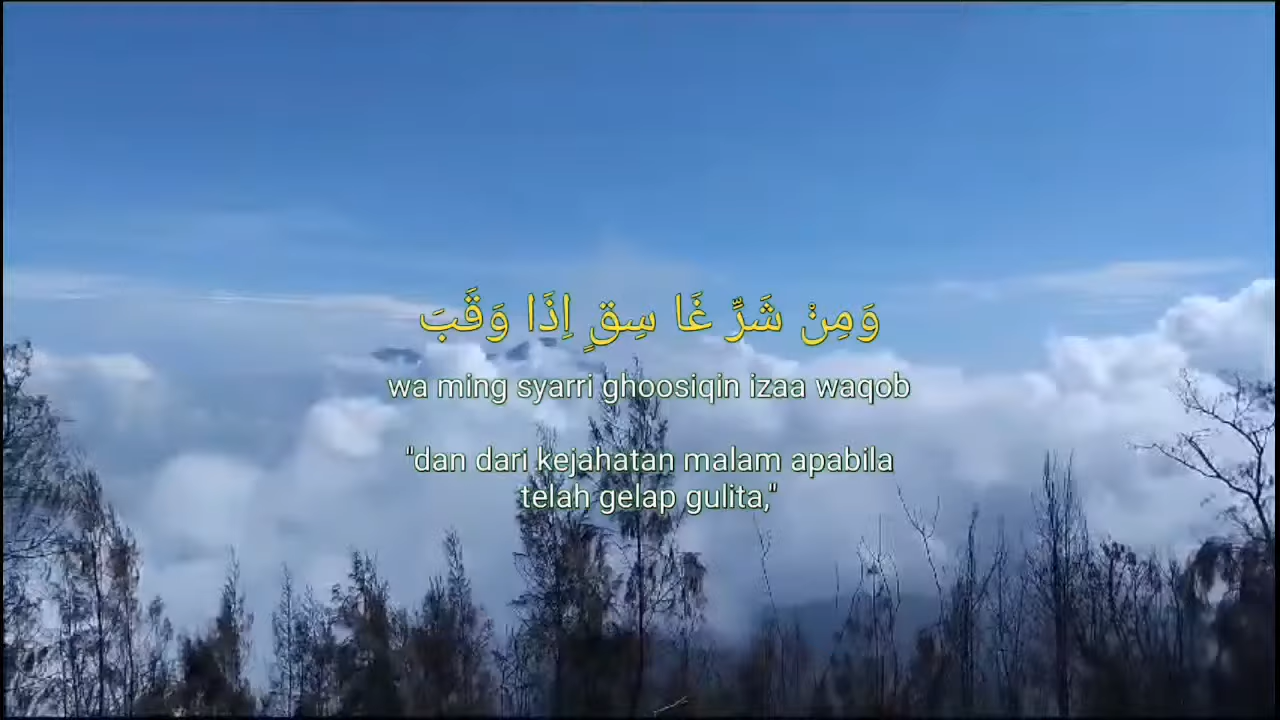 وَمِنْ شَرِّ غَا سِقٍ اِذَا وَقَبَ
wa ming syarri ghoosiqin izaa waqob
"dan dari kejahatan malam apabila
telah gelap gulita,"